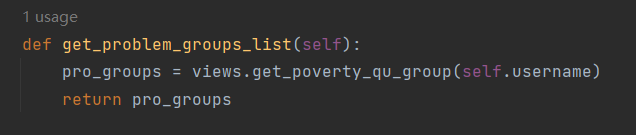 1 usage
def get_problem_groups_list(self):
    pro_groups = views.get_poverty_qu_group(self.username)
    return pro_groups